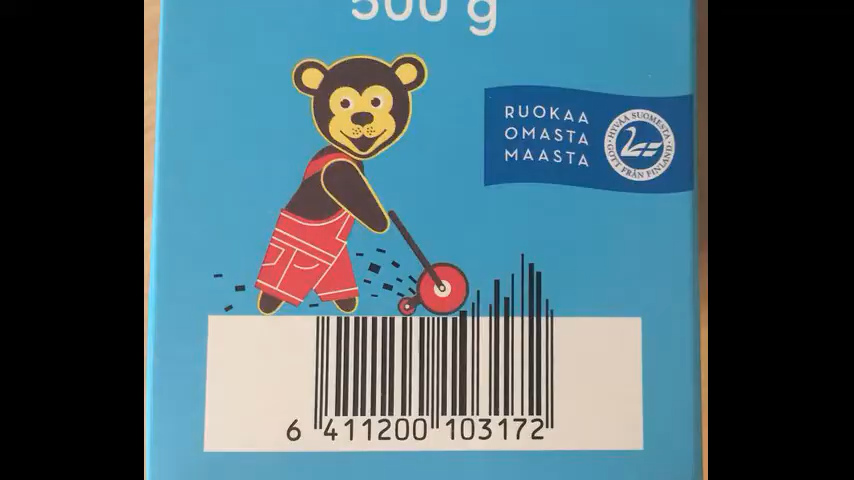 500 g
RUOKAA
OMASTA
MAASTA
HYVÄÄ SUOMESTA
GOTT FRÅN FINLAND
6 411200 103172